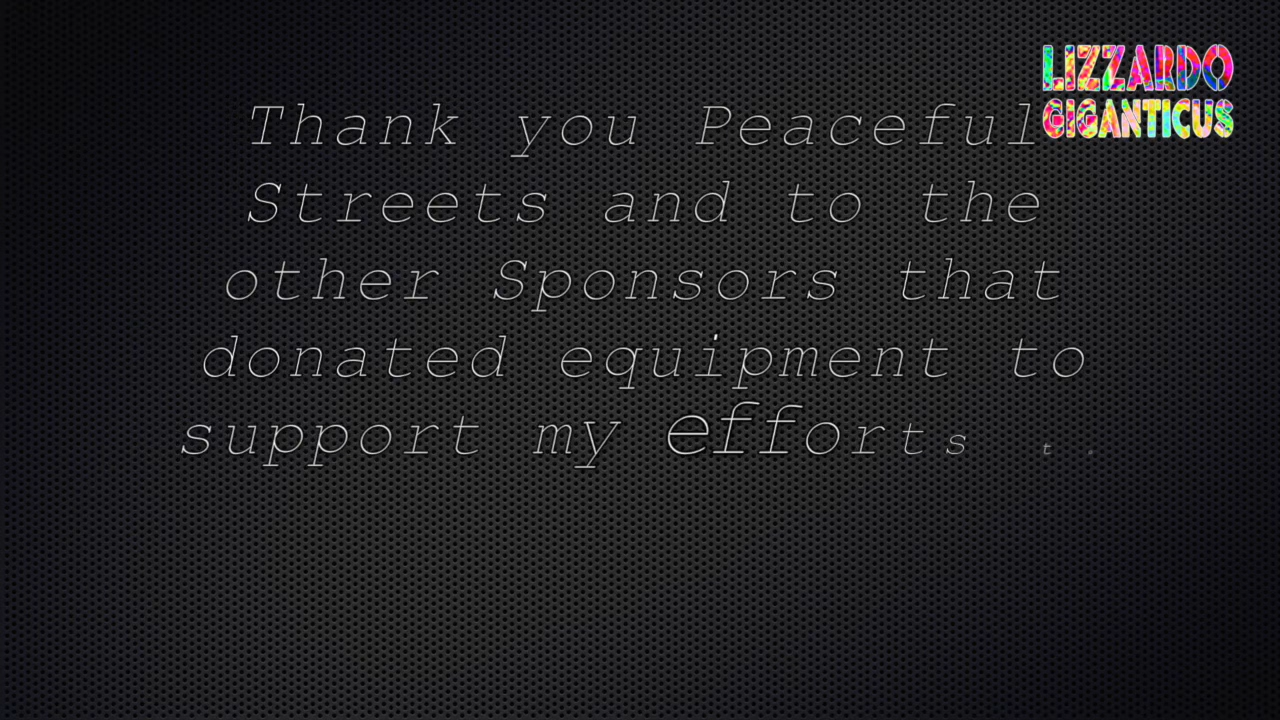 LIZZARDO
GIGANTICUS
Thank you Peaceful
Streets and to the
other Sponsors that
donated equipment to
support my efforts t